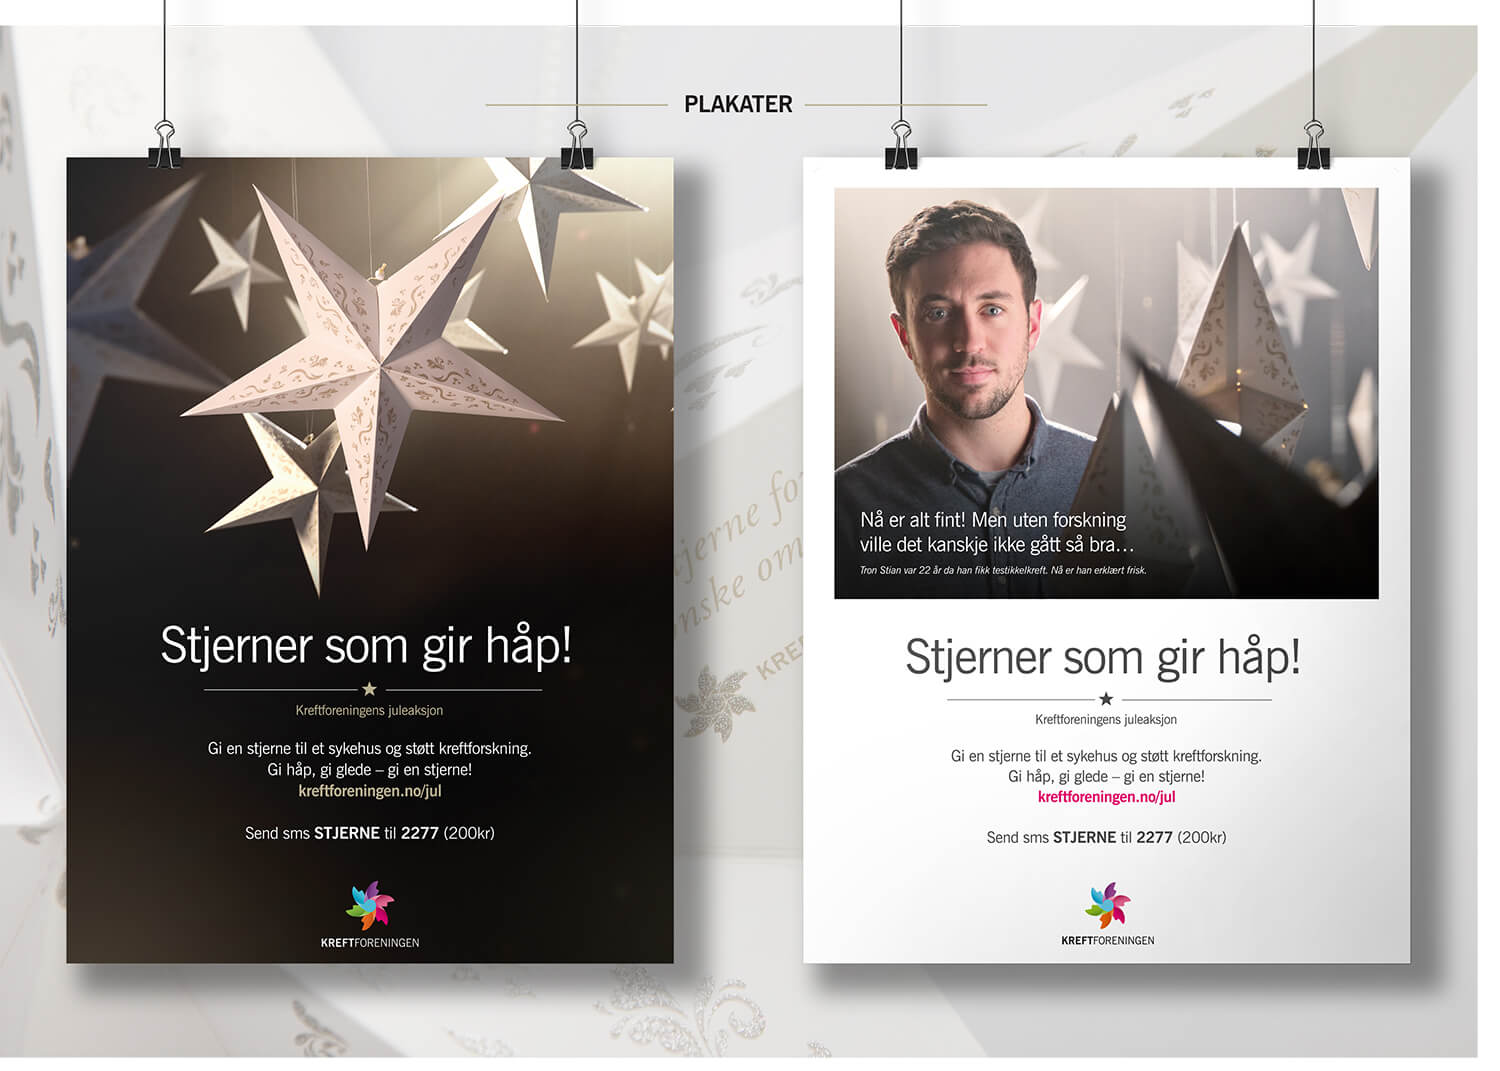 PLAKATER
Stjerner som gir håp!
Kreftforeningens juleaksjon
Gi en stjerne til et sykehus og støtt kreftforskning.
Gi håp, gi glede – gi en stjerne!
kreftforeningen.no/jul
Send sms STJERNE til 2277 (200kr)
KREFTFORENINGEN
Nå er alt fint! Men uten forskning
ville det kanskje ikke gått så bra…
Tron Stian var 22 år da han fikk testikkelkreft. Nå er han erklært frisk.
Stjerner som gir håp!
Kreftforeningens juleaksjon
Gi en stjerne til et sykehus og støtt kreftforskning.
Gi håp, gi glede – gi en stjerne!
kreftforeningen.no/jul
Send sms STJERNE til 2277 (200kr)
KREFTFORENINGEN